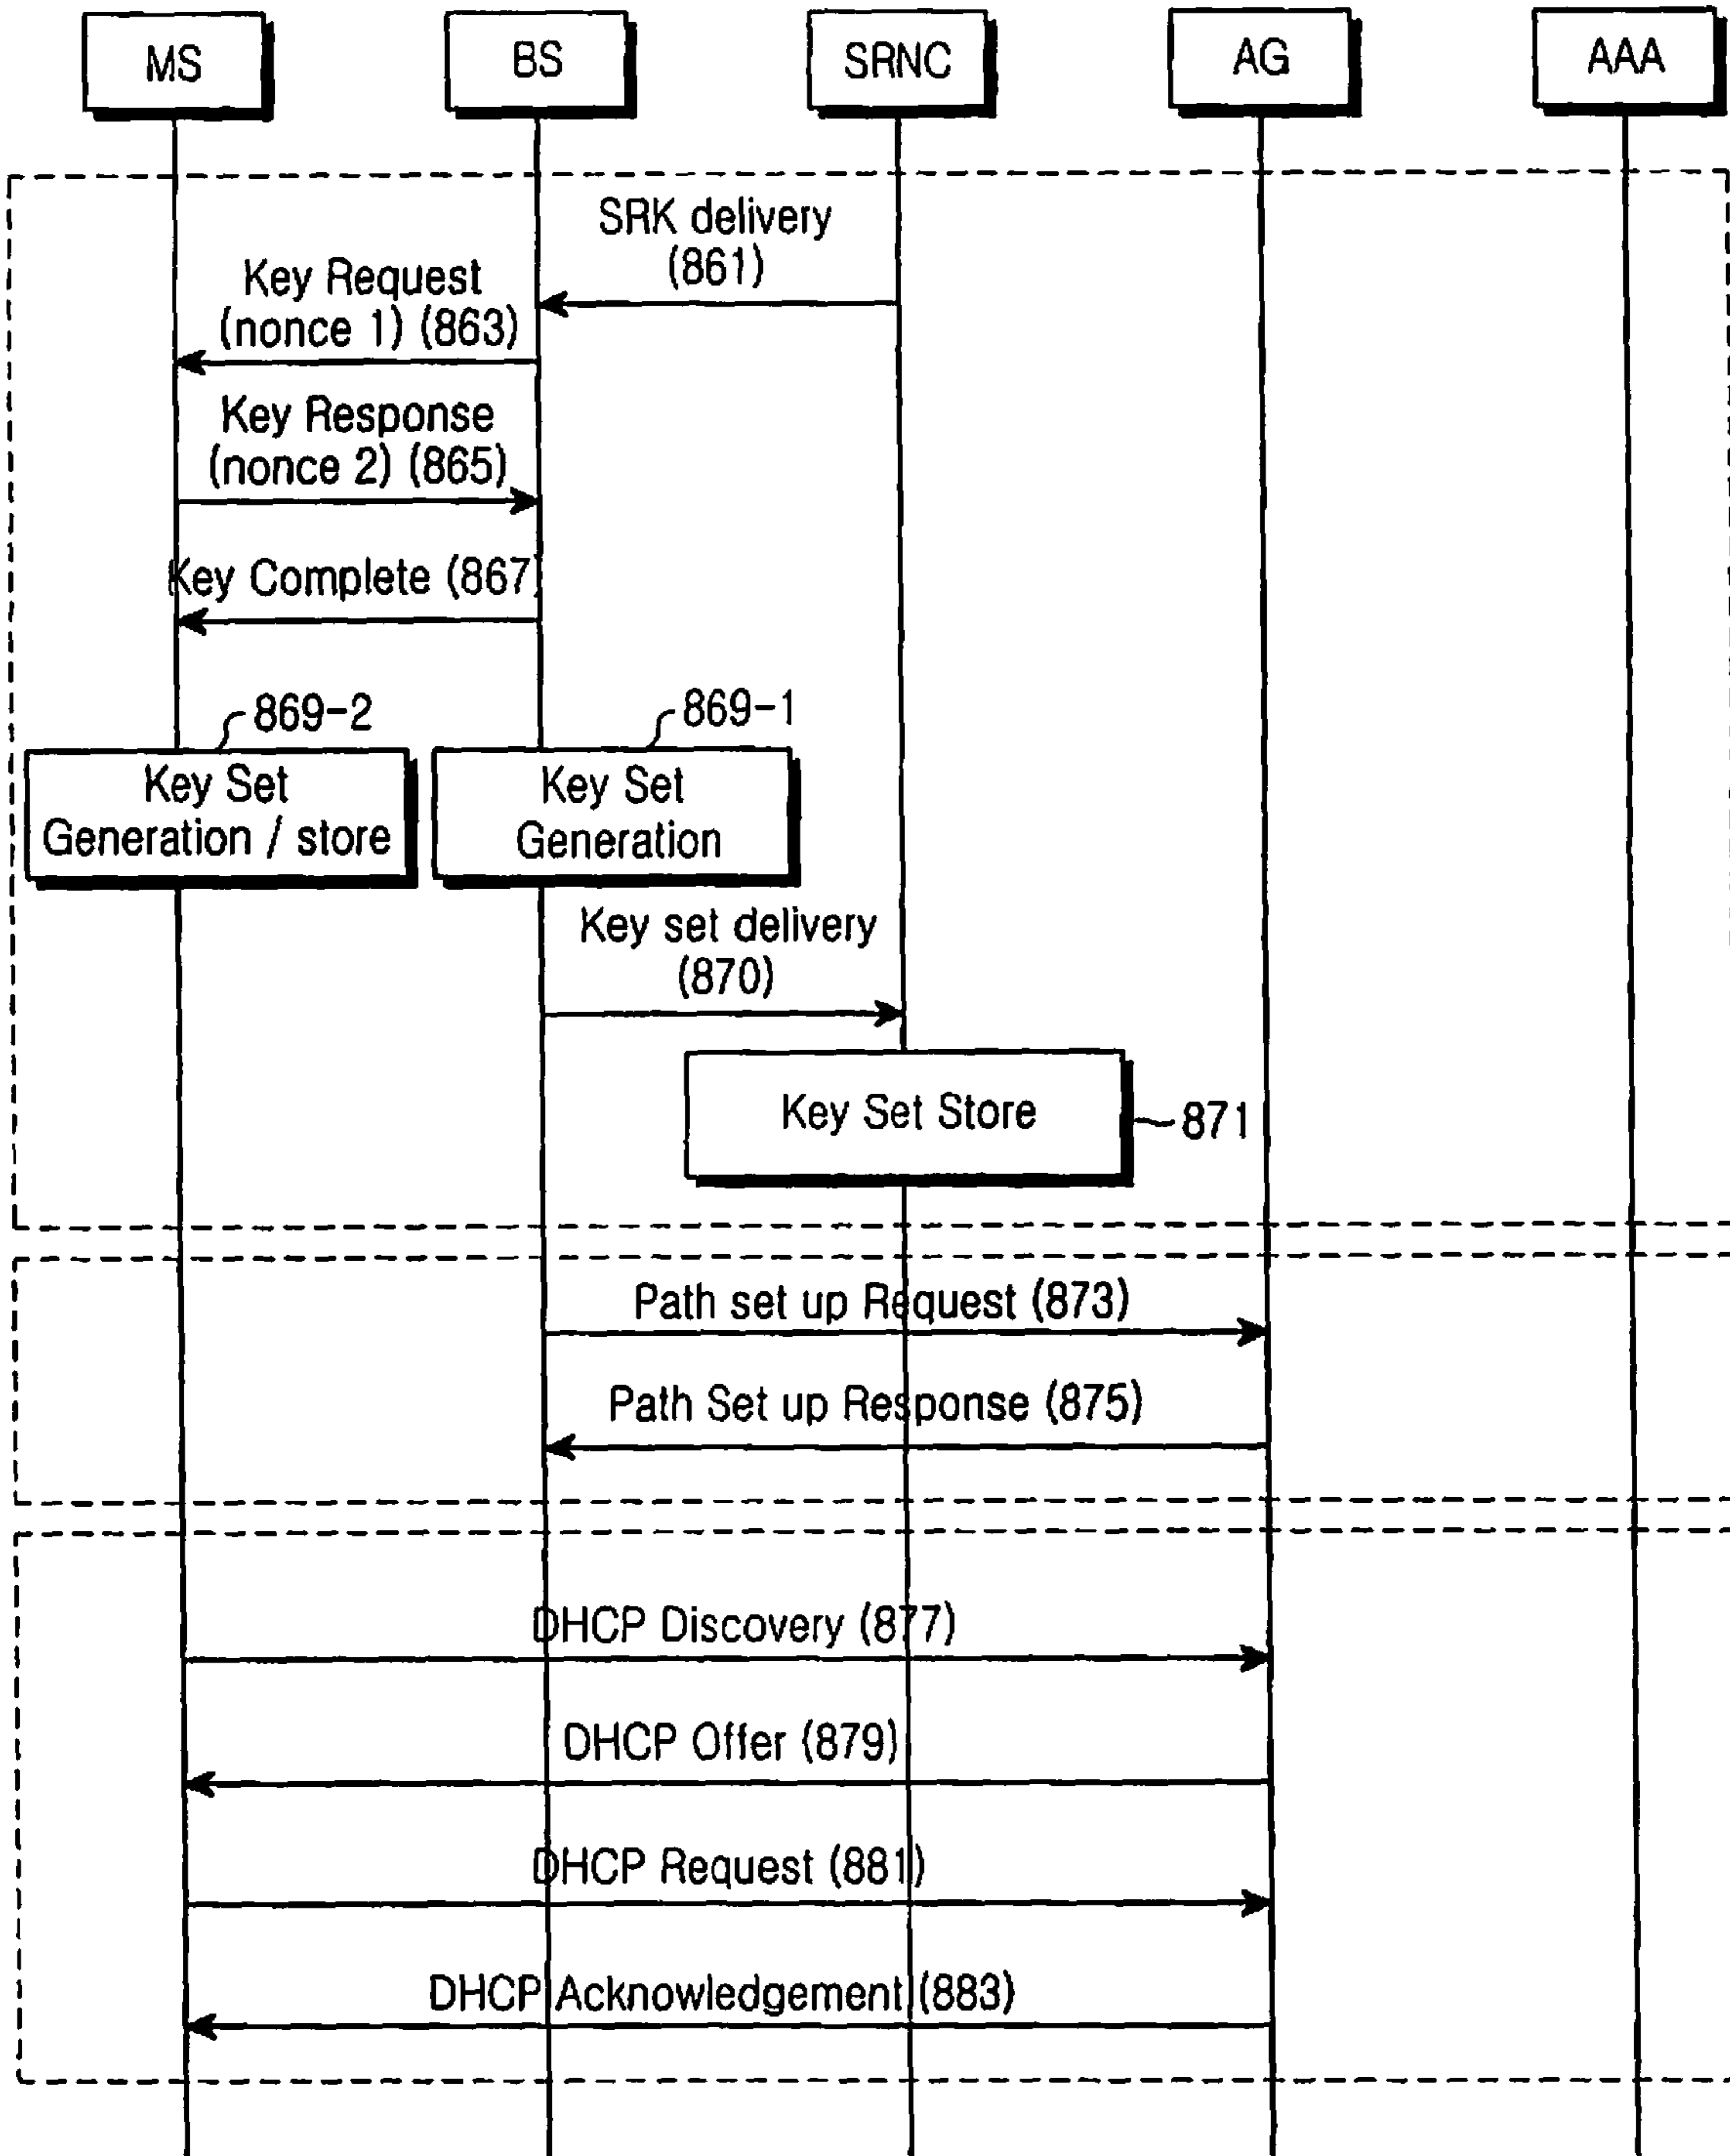 MS
BS
SRNC
AG
AAA
SRK delivery
(861)
Key Request
(nonce 1) (863)
Key Response
(nonce 2) (865)
Key Complete (867)
869-2
869-1
Key Set
Generation / store
Key Set
Generation
Key set delivery
(870)
Key Set Store
871
Path set up Request (873)
Path Set up Response (875)
DHCP Discovery (877)
DHCP Offer (879)
DHCP Request (881)
DHCP Acknowledgement (883)